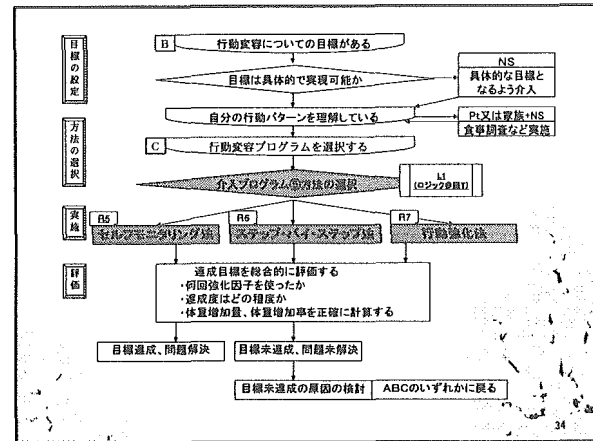 目標の設定
B
行動変容についての目標がある
目標は具体的で実現可能か
NS
具体的な目標と
なるよう介入
自分の行動パターンを理解している
Pt又は家族+NS
食事調査など実施
方法の選択
C
行動変容プログラムを選択する
介入プログラムの方法の選択
L1
(ロジック参照)
実施
R5
セルフモニタリング法
R6
ステップ・バイ・ステップ法
R7
行動強化法
評価
達成目標を総合的に評価する
・何回強化因子を使ったか
・達成度はどの程度か
・体重増加量、体重増加率を正確に計算する
目標達成、問題解決
目標未達成、問題未解決
目標未達成の原因の検討
ABCのいずれかに戻る
34